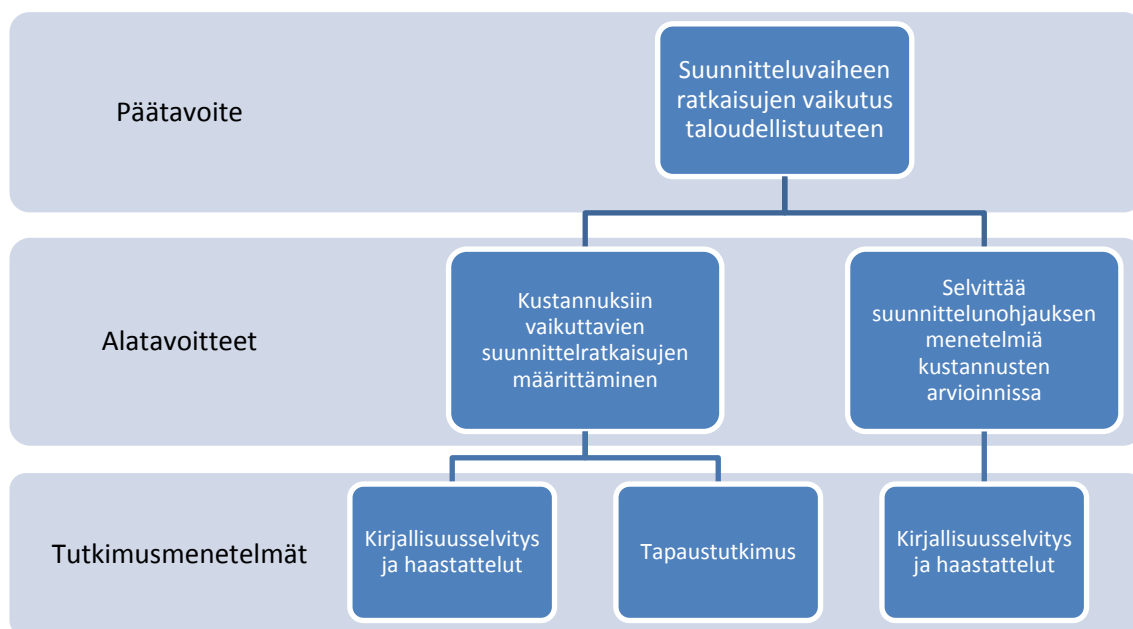 Päätavoite
Suunnitteluvaiheen
ratkaisujen vaikutus
taloudellistuuteen
Alatavoitteet
Kustannuksiin
vaikuttavien
suunnittelratkaisujen
määrittäminen
Selvittää
suunnittelunohjauksen
menetelmiä
kustannusten
arvioinnissa
Tutkimusmenetelmät
Kirjallisuusselvitys
ja haastattelut
Tapaustutkimus
Kirjallisuusselvitys
ja haastattelut